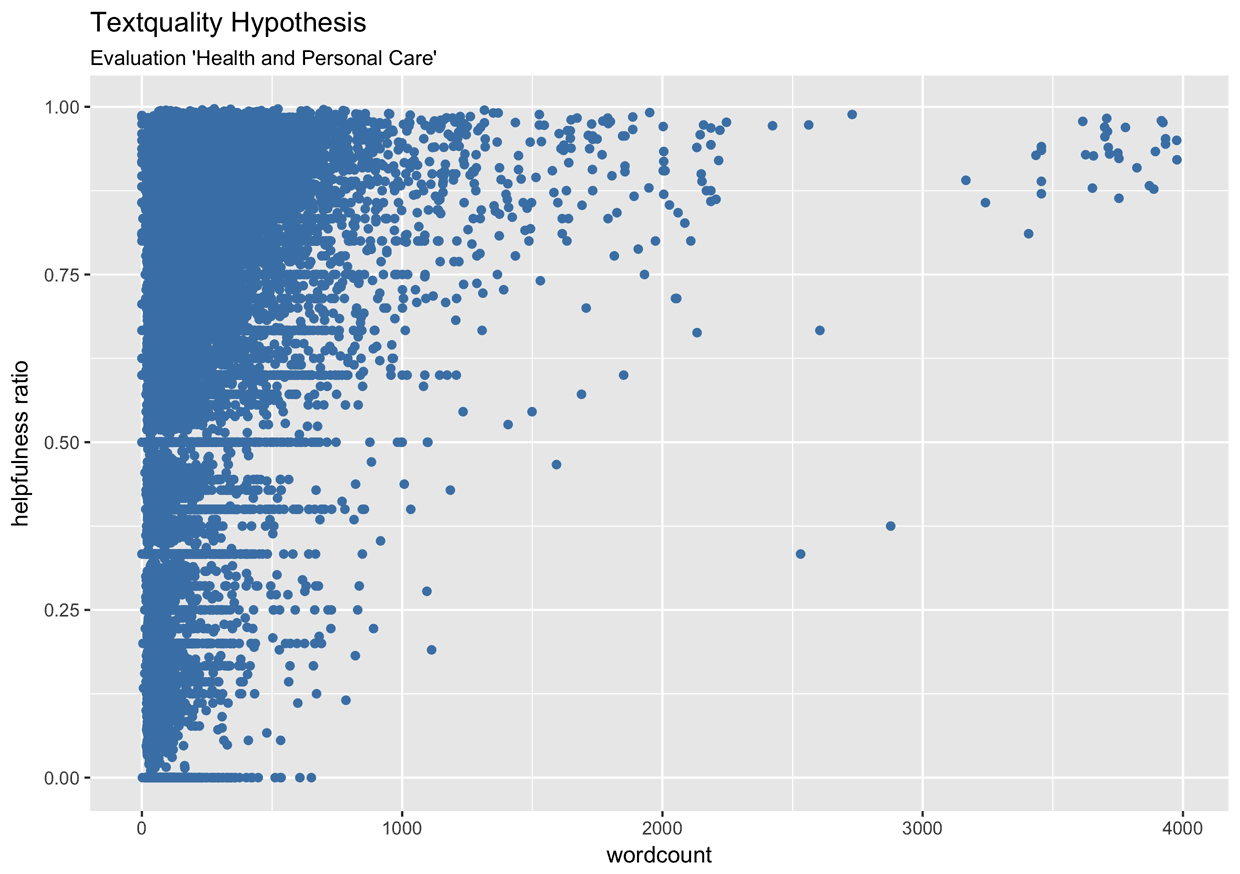 Textquality Hypothesis
Evaluation 'Health and Personal Care'
1.00
0.75
0.50
0.25
0.00
helpfulness ratio
0 1000 2000 3000 4000
wordcount